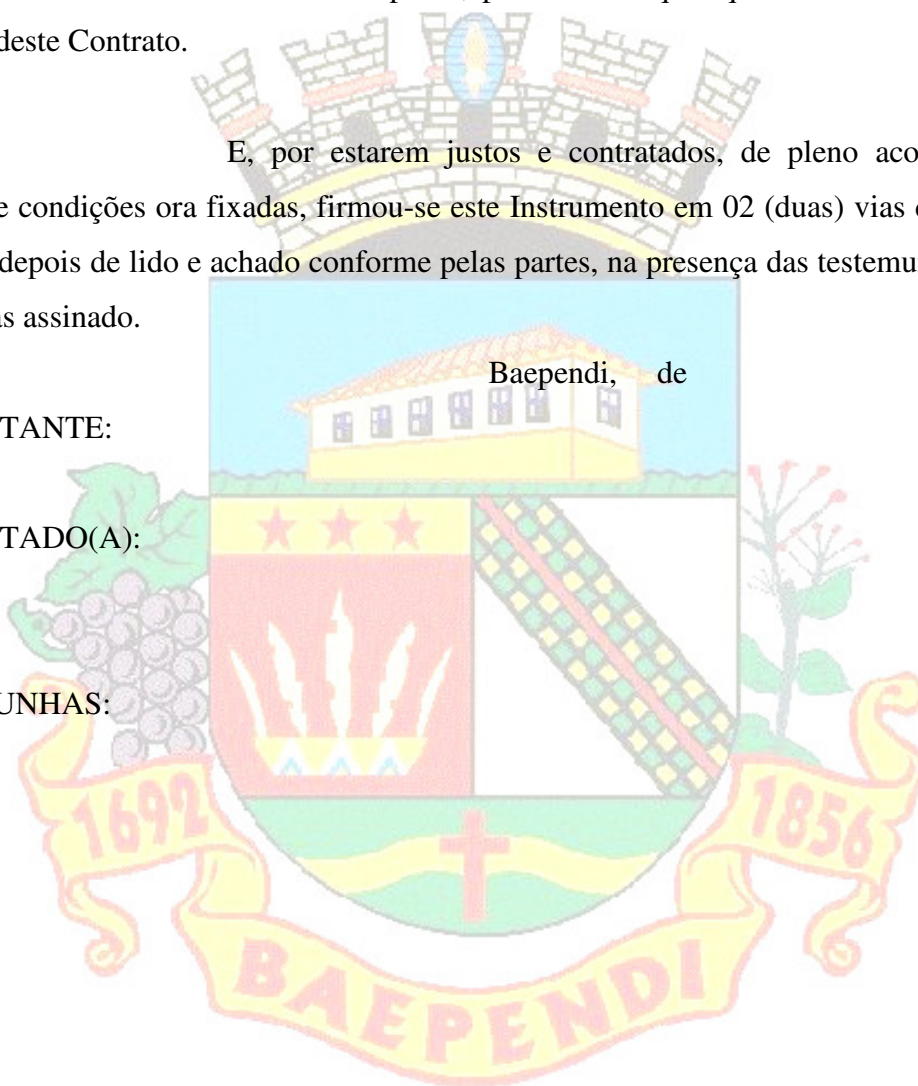 deste Contrato.
E, por estarem justos e contratados, de pleno aco
e condições ora fixadas, firmou-se este Instrumento em 02 (duas) vias
depois de lido e achado conforme pelas partes, na presença das testemu
as assinado.
Baependi, de
TANTE:
TADO(A):
UNHAS:
1692
1856
BAEPENDI